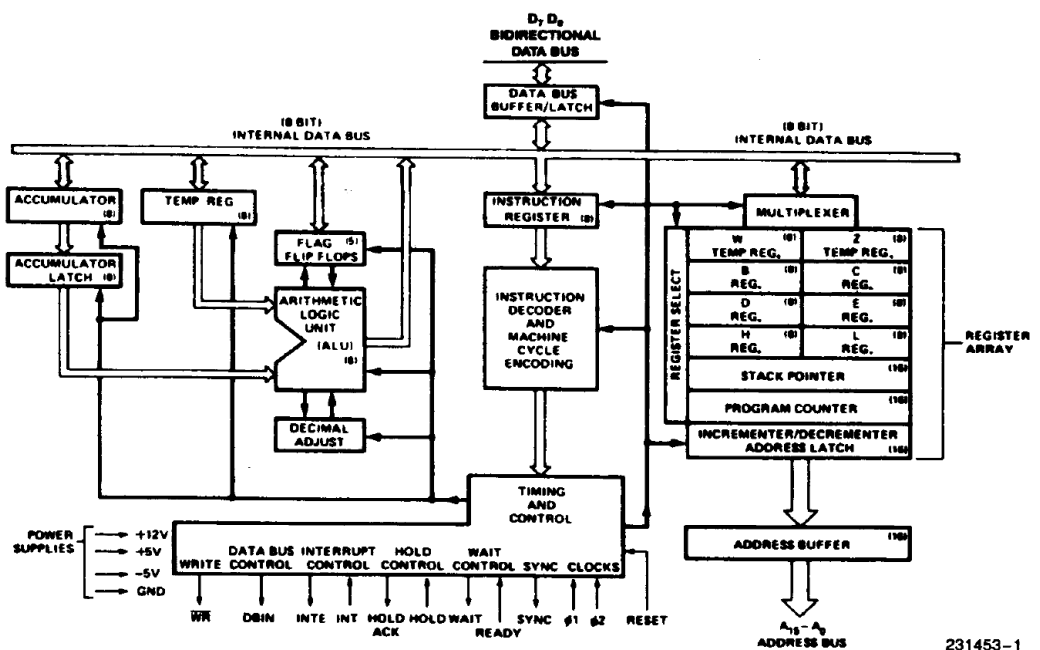 D7 D0
BIDIRECTIONAL
DATA BUS
DATA BUS
BUFFER/LATCH
(8 BIT)
INTERNAL DATA BUS
(8 BIT)
INTERNAL DATA BUS
ACCUMULATOR
(8)
TEMP REG
(8)
INSTRUCTION
REGISTER (8)
MULTIPLEXER
ACCUMULATOR
LATCH (8)
FLAG (5)
FLIP FLOPS
ARITHMETIC
LOGIC
UNIT
(ALU)
(8)
DECIMAL
ADJUST
INSTRUCTION
DECODER
AND
MACHINE
CYCLE
ENCODING
REGISTER SELECT
W (8)
TEMP REG.
Z (8)
TEMP REG.
B (8)
REG.
C (8)
REG.
D (8)
REG.
E (8)
REG.
H (8)
REG.
L (8)
REG.
STACK POINTER (16)
PROGRAM COUNTER (16)
INCREMENTER/DECREMENTER
ADDRESS LATCH (16)
REGISTER
ARRAY
TIMING
AND
CONTROL
POWER
SUPPLIES
+12V
+5V
-5V
GND
WRITE
DATA BUS
CONTROL
INTERRUPT
CONTROL
HOLD
CONTROL
WAIT
CONTROL
SYNC
CLOCKS
WR
DBIN
INTE
INT
HOLD
ACK
HOLD
WAIT
READY
SYNC
ϕ1
ϕ2
RESET
ADDRESS BUFFER (16)
A15-A0
ADDRESS BUS
231453-1